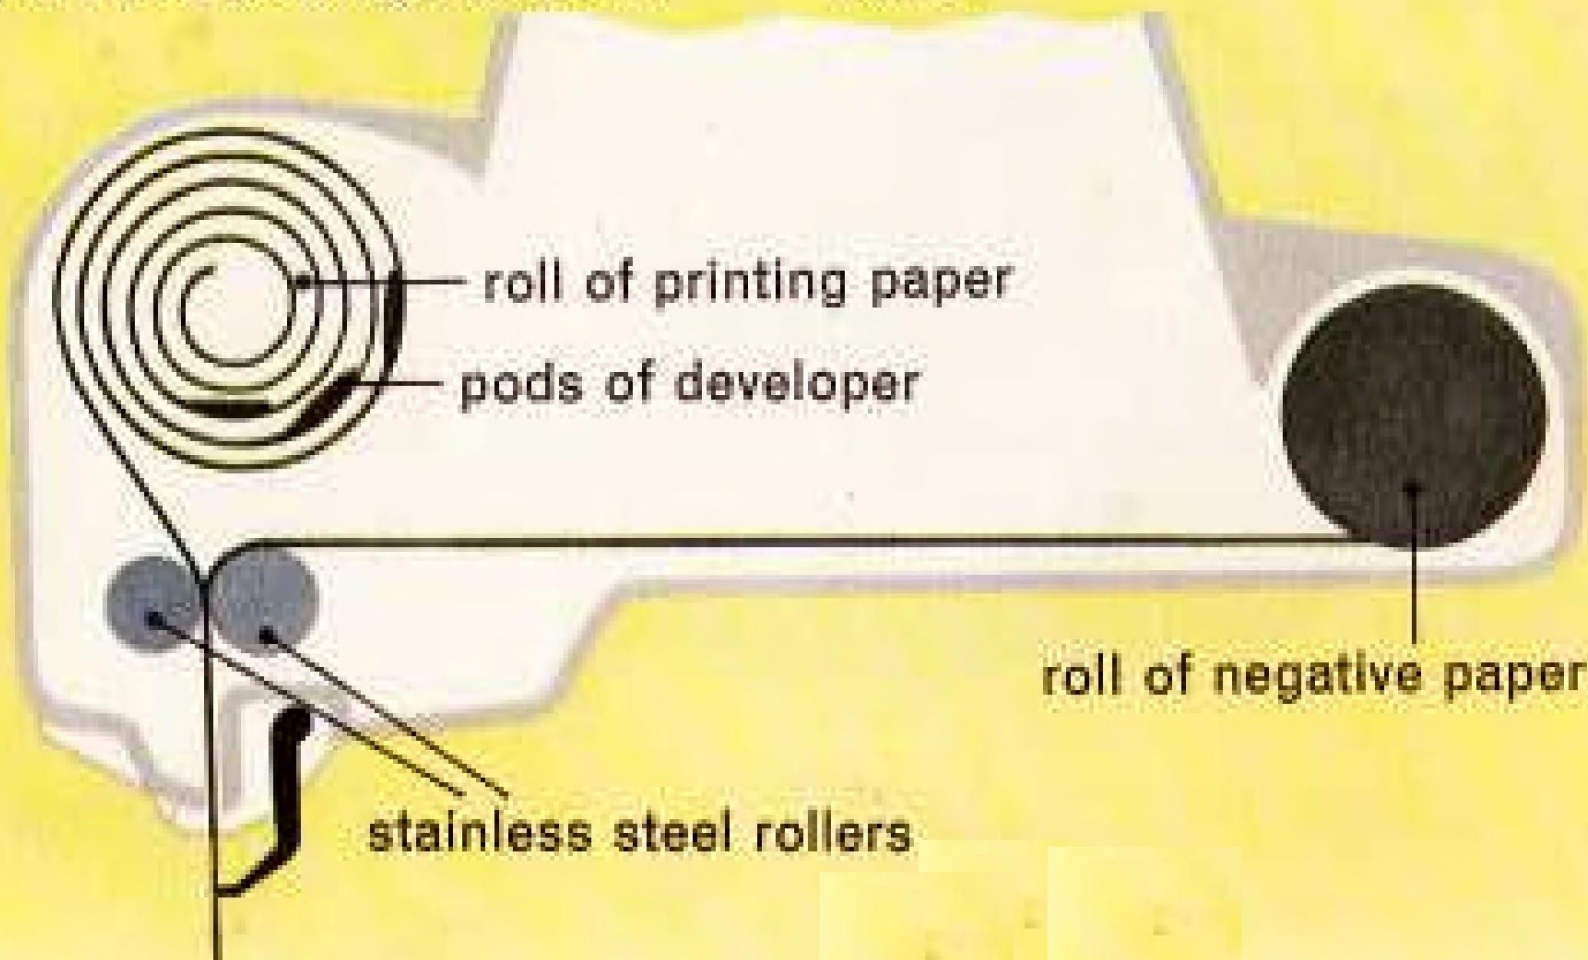 roll of printing paper
pods of developer
roll of negative paper
stainless steel rollers